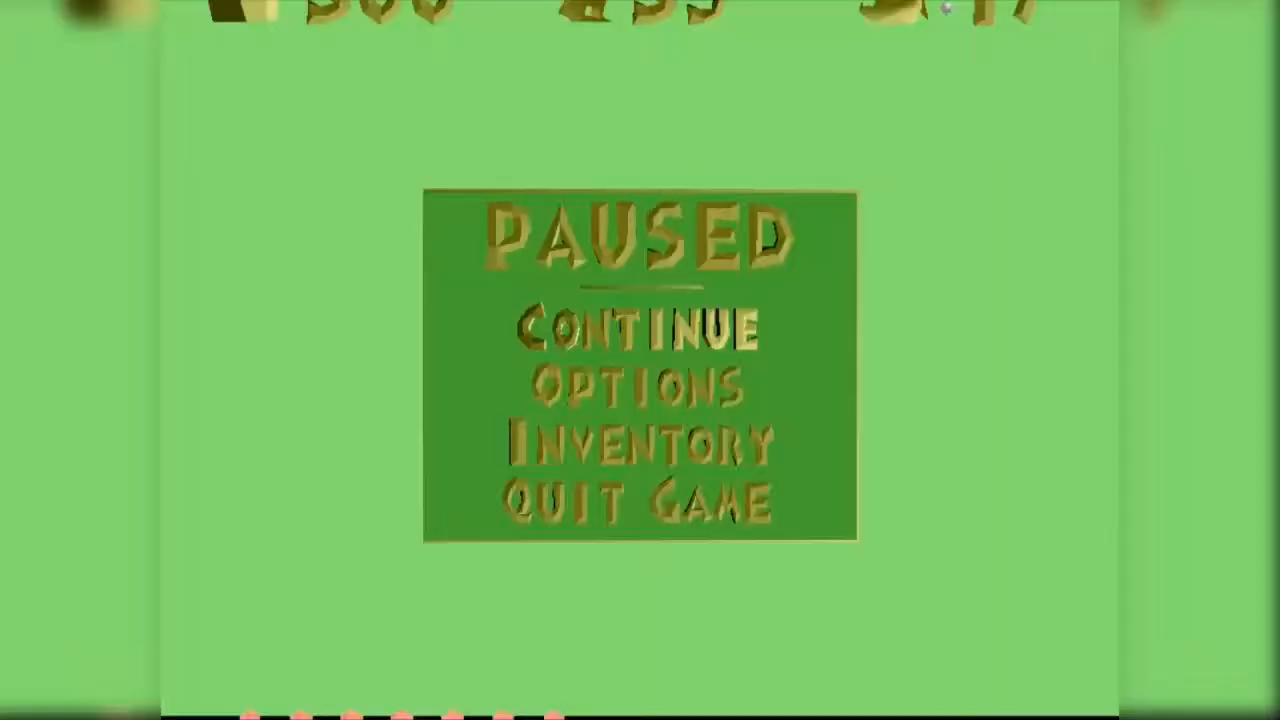 PAUSED
CONTINUE
OPTIONS
INVENTORY
QUIT GAME